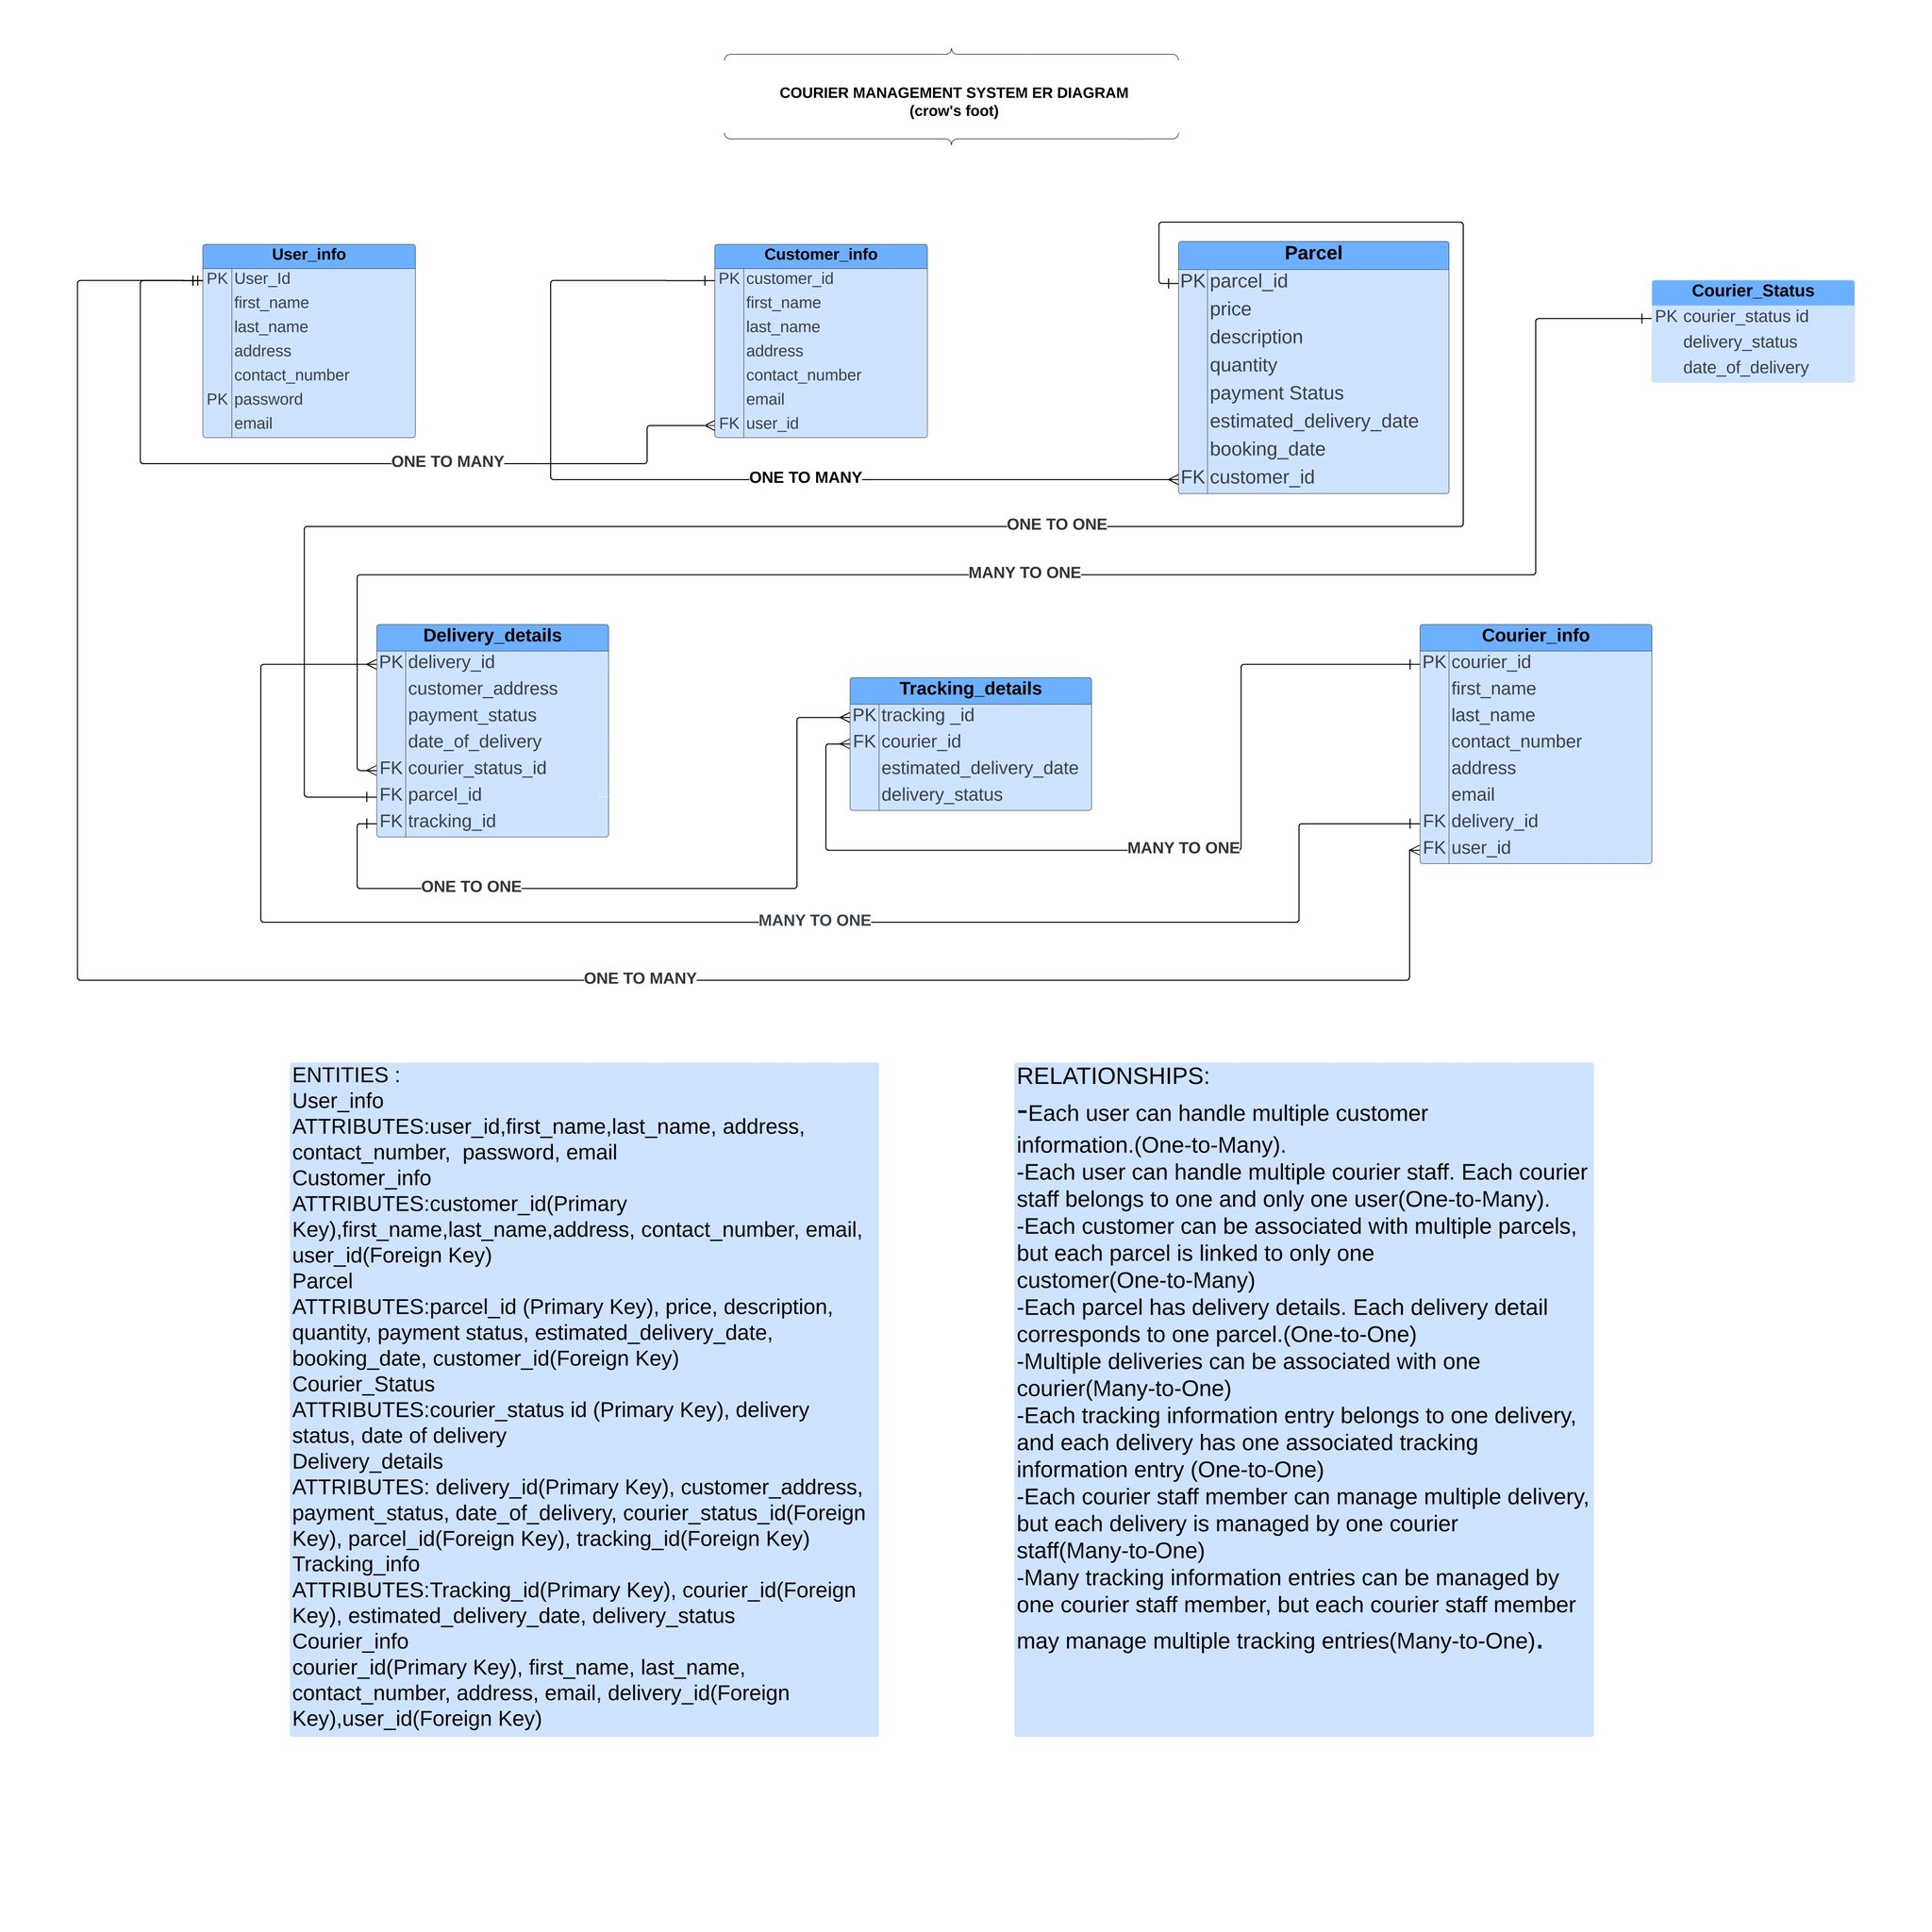 COURIER MANAGEMENT SYSTEM ER DIAGRAM
(crow's foot)
User_info
PK User_Id
first_name
last_name
address
contact_number
PK password
email
Customer_info
PK customer_id
first_name
last_name
address
contact_number
email
FK user_id
Parcel
PK parcel_id
price
description
quantity
payment Status
estimated_delivery_date
booking_date
FK customer_id
Courier_Status
PK courier_status id
delivery_status
date_of_delivery
ONE TO MANY
ONE TO MANY
ONE TO ONE
MANY TO ONE
Delivery_details
PK delivery_id
customer_address
payment_status
date_of_delivery
FK courier_status_id
FK parcel_id
FK tracking_id
Tracking_details
PK tracking _id
FK courier_id
estimated_delivery_date
delivery_status
Courier_info
PK courier_id
first_name
last_name
contact_number
address
email
FK delivery_id
FK user_id
MANY TO ONE
ONE TO ONE
MANY TO ONE
ONE TO MANY
ENTITIES :
User_info
ATTRIBUTES:user_id,first_name,last_name, address,
contact_number,  password, email
Customer_info
ATTRIBUTES:customer_id(Primary
Key),first_name,last_name,address, contact_number, email,
user_id(Foreign Key)
Parcel
ATTRIBUTES:parcel_id (Primary Key), price, description,
quantity, payment status, estimated_delivery_date,
booking_date, customer_id(Foreign Key)
Courier_Status
ATTRIBUTES:courier_status id (Primary Key), delivery
status, date of delivery
Delivery_details
ATTRIBUTES: delivery_id(Primary Key), customer_address,
payment_status, date_of_delivery, courier_status_id(Foreign
Key), parcel_id(Foreign Key), tracking_id(Foreign Key)
Tracking_info
ATTRIBUTES:Tracking_id(Primary Key), courier_id(Foreign
Key), estimated_delivery_date, delivery_status
Courier_info
courier_id(Primary Key), first_name, last_name,
contact_number, address, email, delivery_id(Foreign
Key),user_id(Foreign Key)
RELATIONSHIPS:
-Each user can handle multiple customer
information.(One-to-Many).
-Each user can handle multiple courier staff. Each courier
staff belongs to one and only one user(One-to-Many).
-Each customer can be associated with multiple parcels,
but each parcel is linked to only one
customer(One-to-Many)
-Each parcel has delivery details. Each delivery detail
corresponds to one parcel.(One-to-One)
-Multiple deliveries can be associated with one
courier(Many-to-One)
-Each tracking information entry belongs to one delivery,
and each delivery has one associated tracking
information entry (One-to-One)
-Each courier staff member can manage multiple delivery,
but each delivery is managed by one courier
staff(Many-to-One)
-Many tracking information entries can be managed by
one courier staff member, but each courier staff member
may manage multiple tracking entries(Many-to-One).